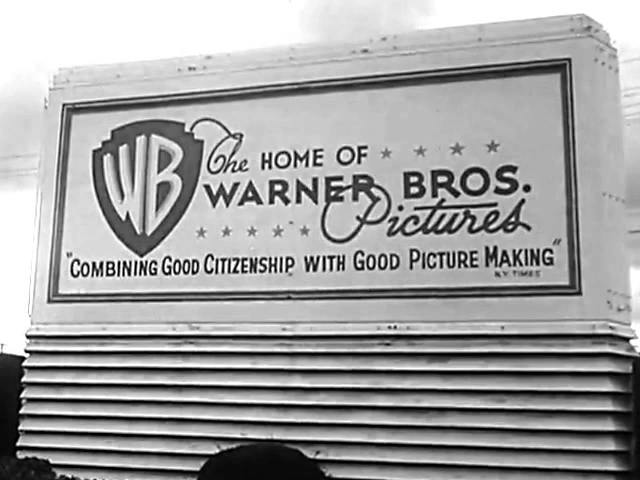 WB
The HOME OF
WARNER BROS.
Pictures
"COMBINING GOOD CITIZENSHIP WITH GOOD PICTURE MAKING"
N.Y. TIMES